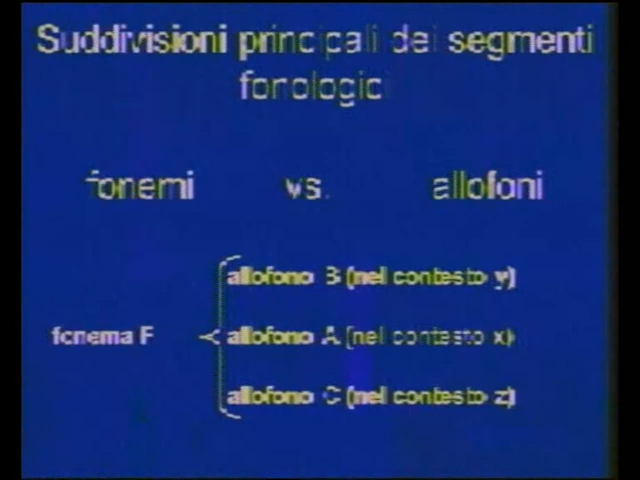 Suddivisioni principali dei segmenti
fonologici
fonemi vs. allofoni
allofono B (nel contesto y)
fonema F allofono A (nel contesto x)
allofono C (nel contesto z)